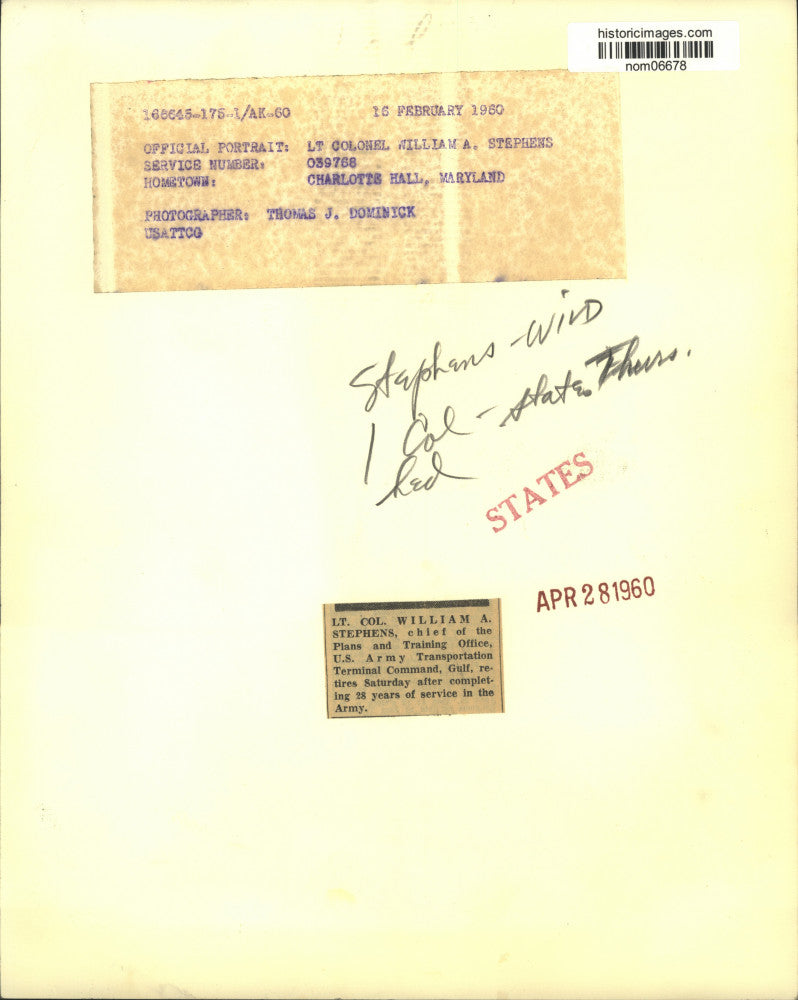 historicimages.com
nom06678
166645-175-1/AK-60 16 FEBRUARY 1960
OFFICIAL PORTRAIT: LT COLONEL WILLIAM A. STEPHENS
SERVICE NUMBER: 039768
HOMETOWN: CHARLOTTE HALL, MARYLAND
PHOTOGRAPHER: THOMAS J. DOMINICK
USATTCG
Stephens - WIND
1 Col - States Thurs.
hed
STATES
APR 28 1960
LT. COL. WILLIAM A.
STEPHENS, chief of the
Plans and Training Office,
U.S. Army Transportation
Terminal Command, Gulf, re-
tires Saturday after complet-
ing 28 years of service in the
Army.